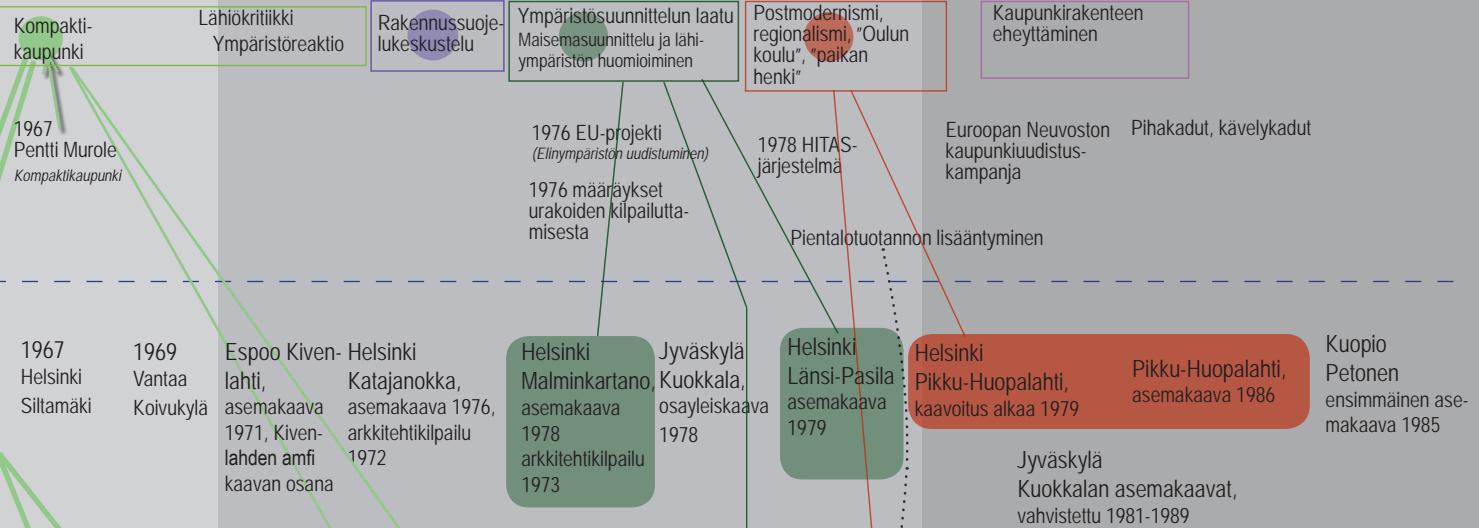 Kompakti-
kaupunki
Lähiökritiikki
Ympäristöreaktio
Rakennussuoje-
lukeskustelu
Ympäristösuunnittelun laatu
Maisemasuunnittelu ja lähi-
ympäristön huomioiminen
Postmodernismi,
regionalismi, "Oulun
koulu", "paikan
henki"
Kaupunkirakenteen
eheyttäminen
1967
Pentti Murole
Kompaktikaupunki
1976 EU-projekti
(Elinympäristön uudistuminen)
1976 määräykset
urakoiden kilpailutta-
misesta
1978 HITAS-
järjestelmä
Euroopan Neuvoston
kaupunkiuudistus-
kampanja
Pihakadut, kävelykadut
Pientalotuotannon lisääntyminen
1967
Helsinki
Siltamäki
1969
Vantaa
Koivukylä
Espoo Kiven-
lahti,
asemakaava
1971, Kiven-
lahden amfi
kaavan osana
Helsinki
Katajanokka,
asemakaava 1976,
arkkitehtikilpailu
1972
Helsinki
Malminkartano,
asemakaava
1978
arkkitehtikilpailu
1973
Jyväskylä
Kuokkala,
osayleiskaava
1978
Helsinki
Länsi-Pasila
asemakaava
1979
Helsinki
Pikku-Huopalahti,
kaavoitus alkaa 1979
Pikku-Huopalahti,
asemakaava 1986
Kuopio
Petonen
ensimmäinen ase-
makaava 1985
Jyväskylä
Kuokkalan asemakaavat,
vahvistettu 1981-1989